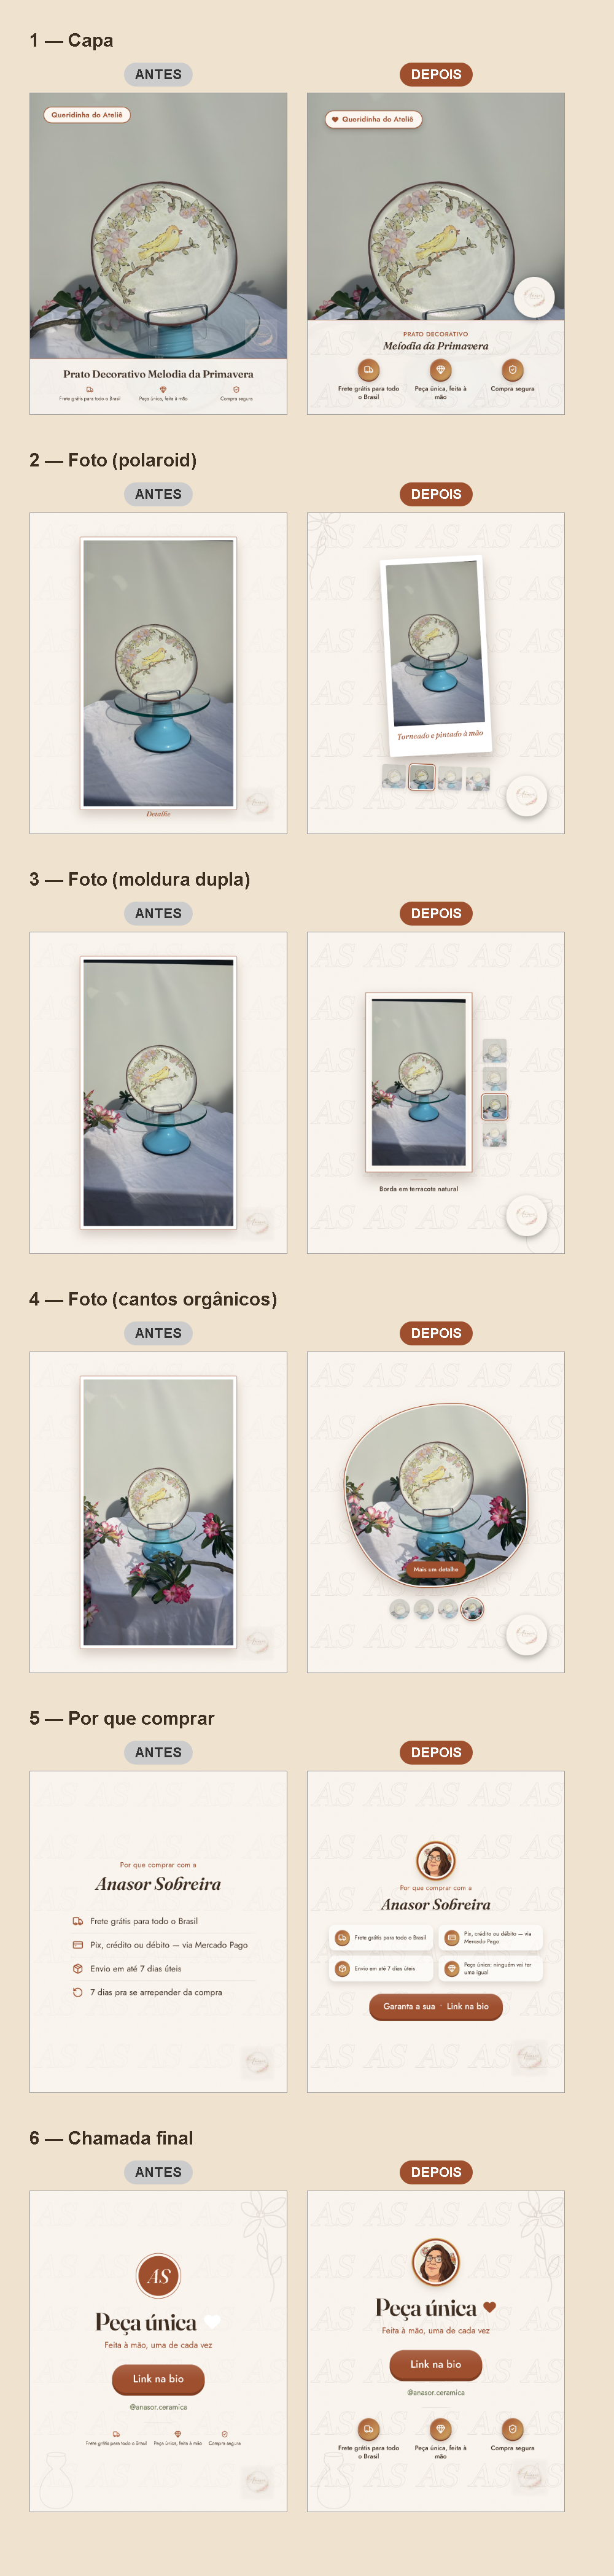 1 — Capa
ANTES
DEPOIS
Queridinha do Ateliê
Prato Decorativo Melodia da Primavera
Frete grátis para todo o Brasil
Peça única, feita à mão
Compra segura
Queridinha do Ateliê
PRATO DECORATIVO
Melodia da Primavera
Frete grátis para todo
o Brasil
Peça única, feita à
mão
Compra segura
2 — Foto (polaroid)
ANTES
DEPOIS
Detalhe
Torneado e pintado à mão
3 — Foto (moldura dupla)
ANTES
DEPOIS
Borda em terracota natural
4 — Foto (cantos orgânicos)
ANTES
DEPOIS
Mais um detalhe
5 — Por que comprar
ANTES
DEPOIS
Por que comprar com a
Anasor Sobreira
Frete grátis para todo o Brasil
Pix, crédito ou débito — via Mercado Pago
Envio em até 7 dias úteis
7 dias pra se arrepender da compra
Por que comprar com a
Anasor Sobreira
Frete grátis para todo o Brasil
Pix, crédito ou débito — via
Mercado Pago
Envio em até 7 dias úteis
Peça única: ninguém vai ter
uma igual
Garanta a sua · Link na bio
6 — Chamada final
ANTES
DEPOIS
AS
Peça única
Feita à mão, uma de cada vez
Link na bio
@anasor.ceramica
Frete grátis para todo o Brasil
Peça única, feita à mão
Compra segura
Peça única
Feita à mão, uma de cada vez
Link na bio
@anasor.ceramica
Frete grátis para todo
o Brasil
Peça única, feita à
mão
Compra segura